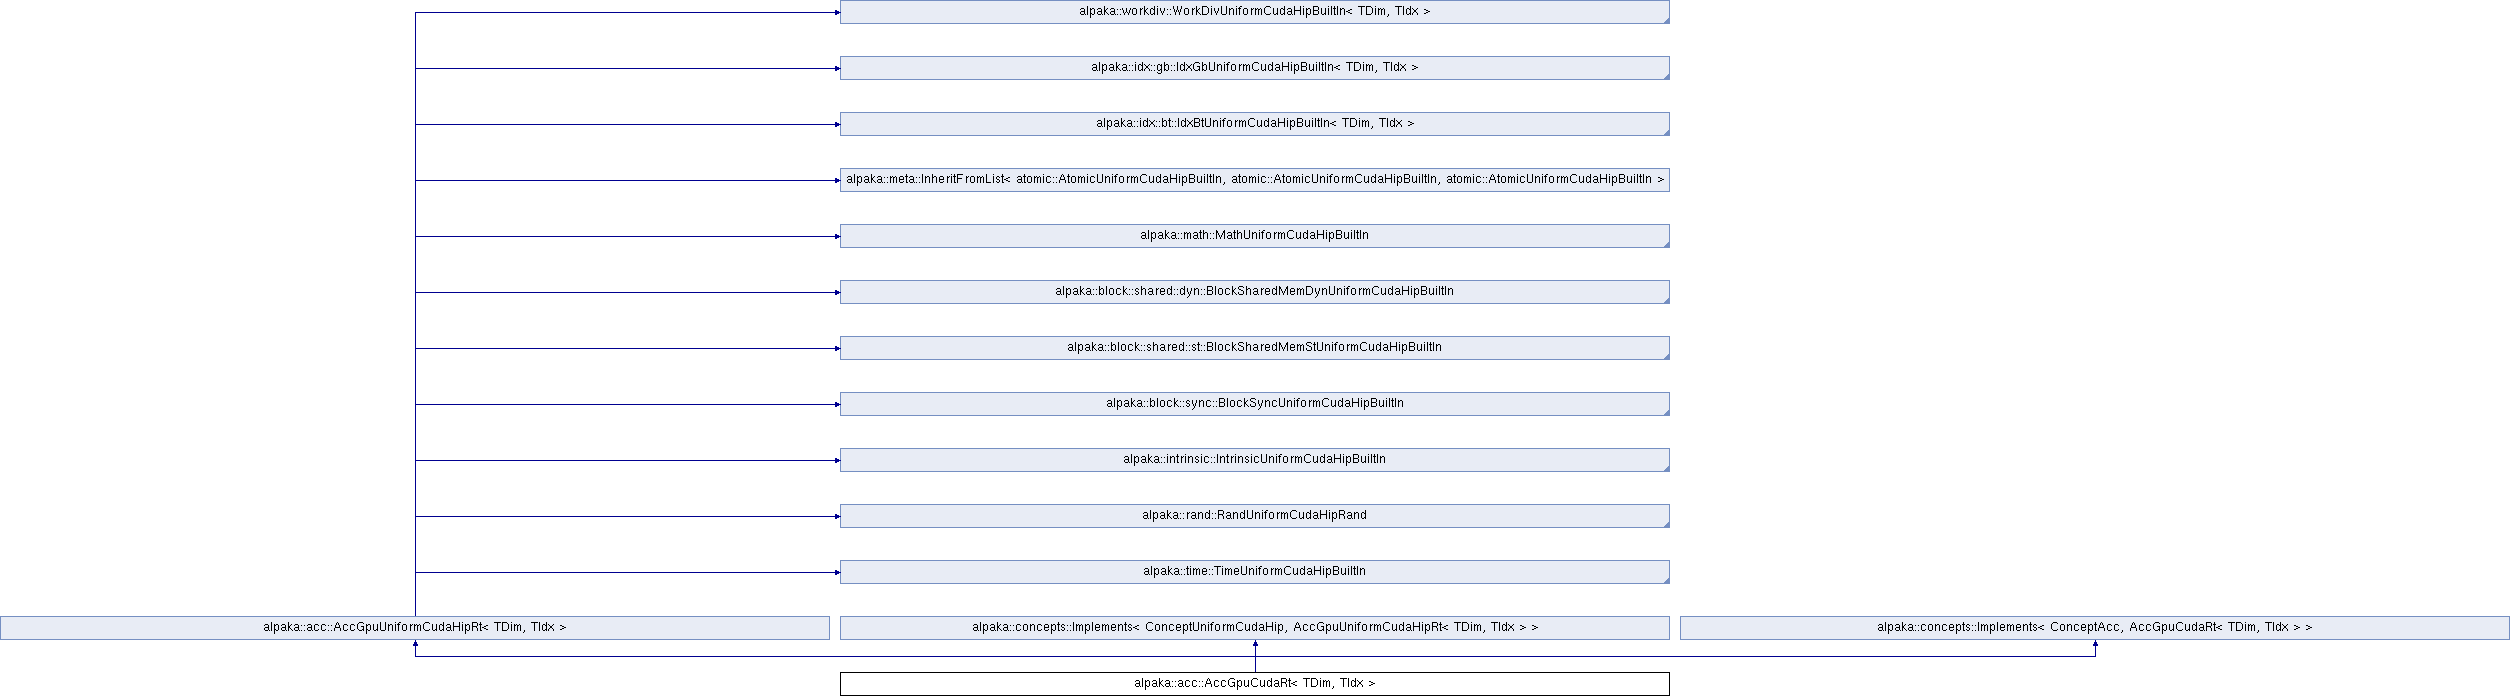 alpaka::workdiv::WorkDivUniformCudaHipBuiltIn< TDim, TIdx >
alpaka::idx::gb::IdxGbUniformCudaHipBuiltIn< TDim, TIdx >
alpaka::idx::bt::IdxBtUniformCudaHipBuiltIn< TDim, TIdx >
alpaka::meta::InheritFromList< atomic::AtomicUniformCudaHipBuiltIn, atomic::AtomicUniformCudaHipBuiltIn, atomic::AtomicUniformCudaHipBuiltIn >
alpaka::math::MathUniformCudaHipBuiltIn
alpaka::block::shared::dyn::BlockSharedMemDynUniformCudaHipBuiltIn
alpaka::block::shared::st::BlockSharedMemStUniformCudaHipBuiltIn
alpaka::block::sync::BlockSyncUniformCudaHipBuiltIn
alpaka::intrinsic::IntrinsicUniformCudaHipBuiltIn
alpaka::rand::RandUniformCudaHipRand
alpaka::time::TimeUniformCudaHipBuiltIn
alpaka::acc::AccGpuUniformCudaHipRt< TDim, TIdx >
alpaka::concepts::Implements< ConceptUniformCudaHip, AccGpuUniformCudaHipRt< TDim, TIdx > >
alpaka::concepts::Implements< ConceptAcc, AccGpuCudaRt< TDim, TIdx > >
alpaka::acc::AccGpuCudaRt< TDim, TIdx >